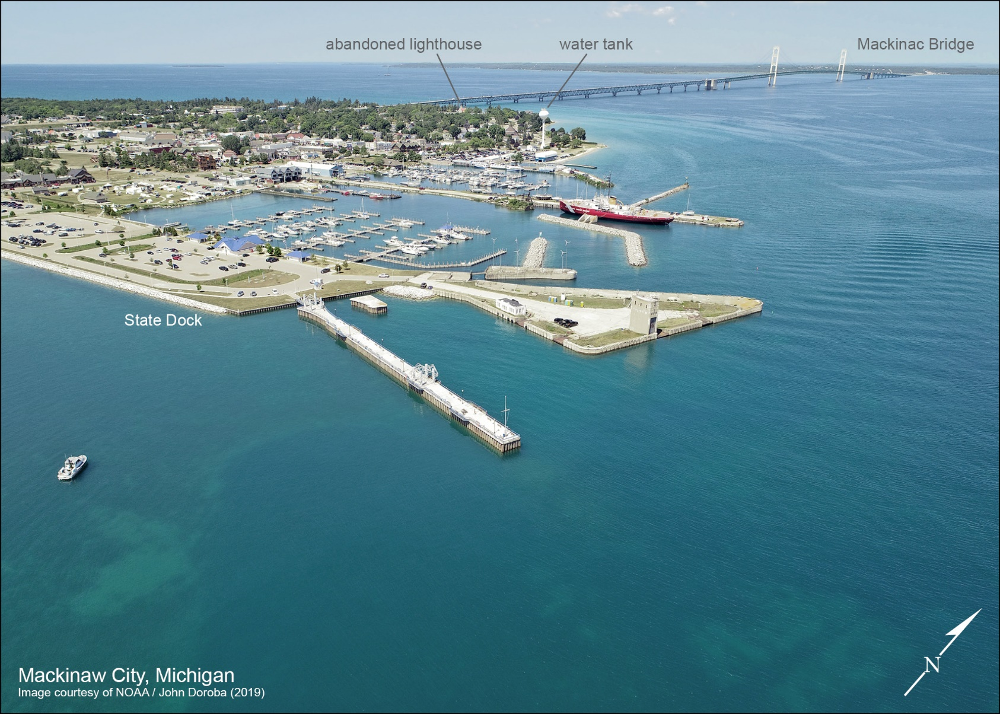 abandoned lighthouse
water tank
Mackinac Bridge
State Dock
N
Mackinaw City, Michigan
Image courtesy of NOAA / John Doroba (2019)